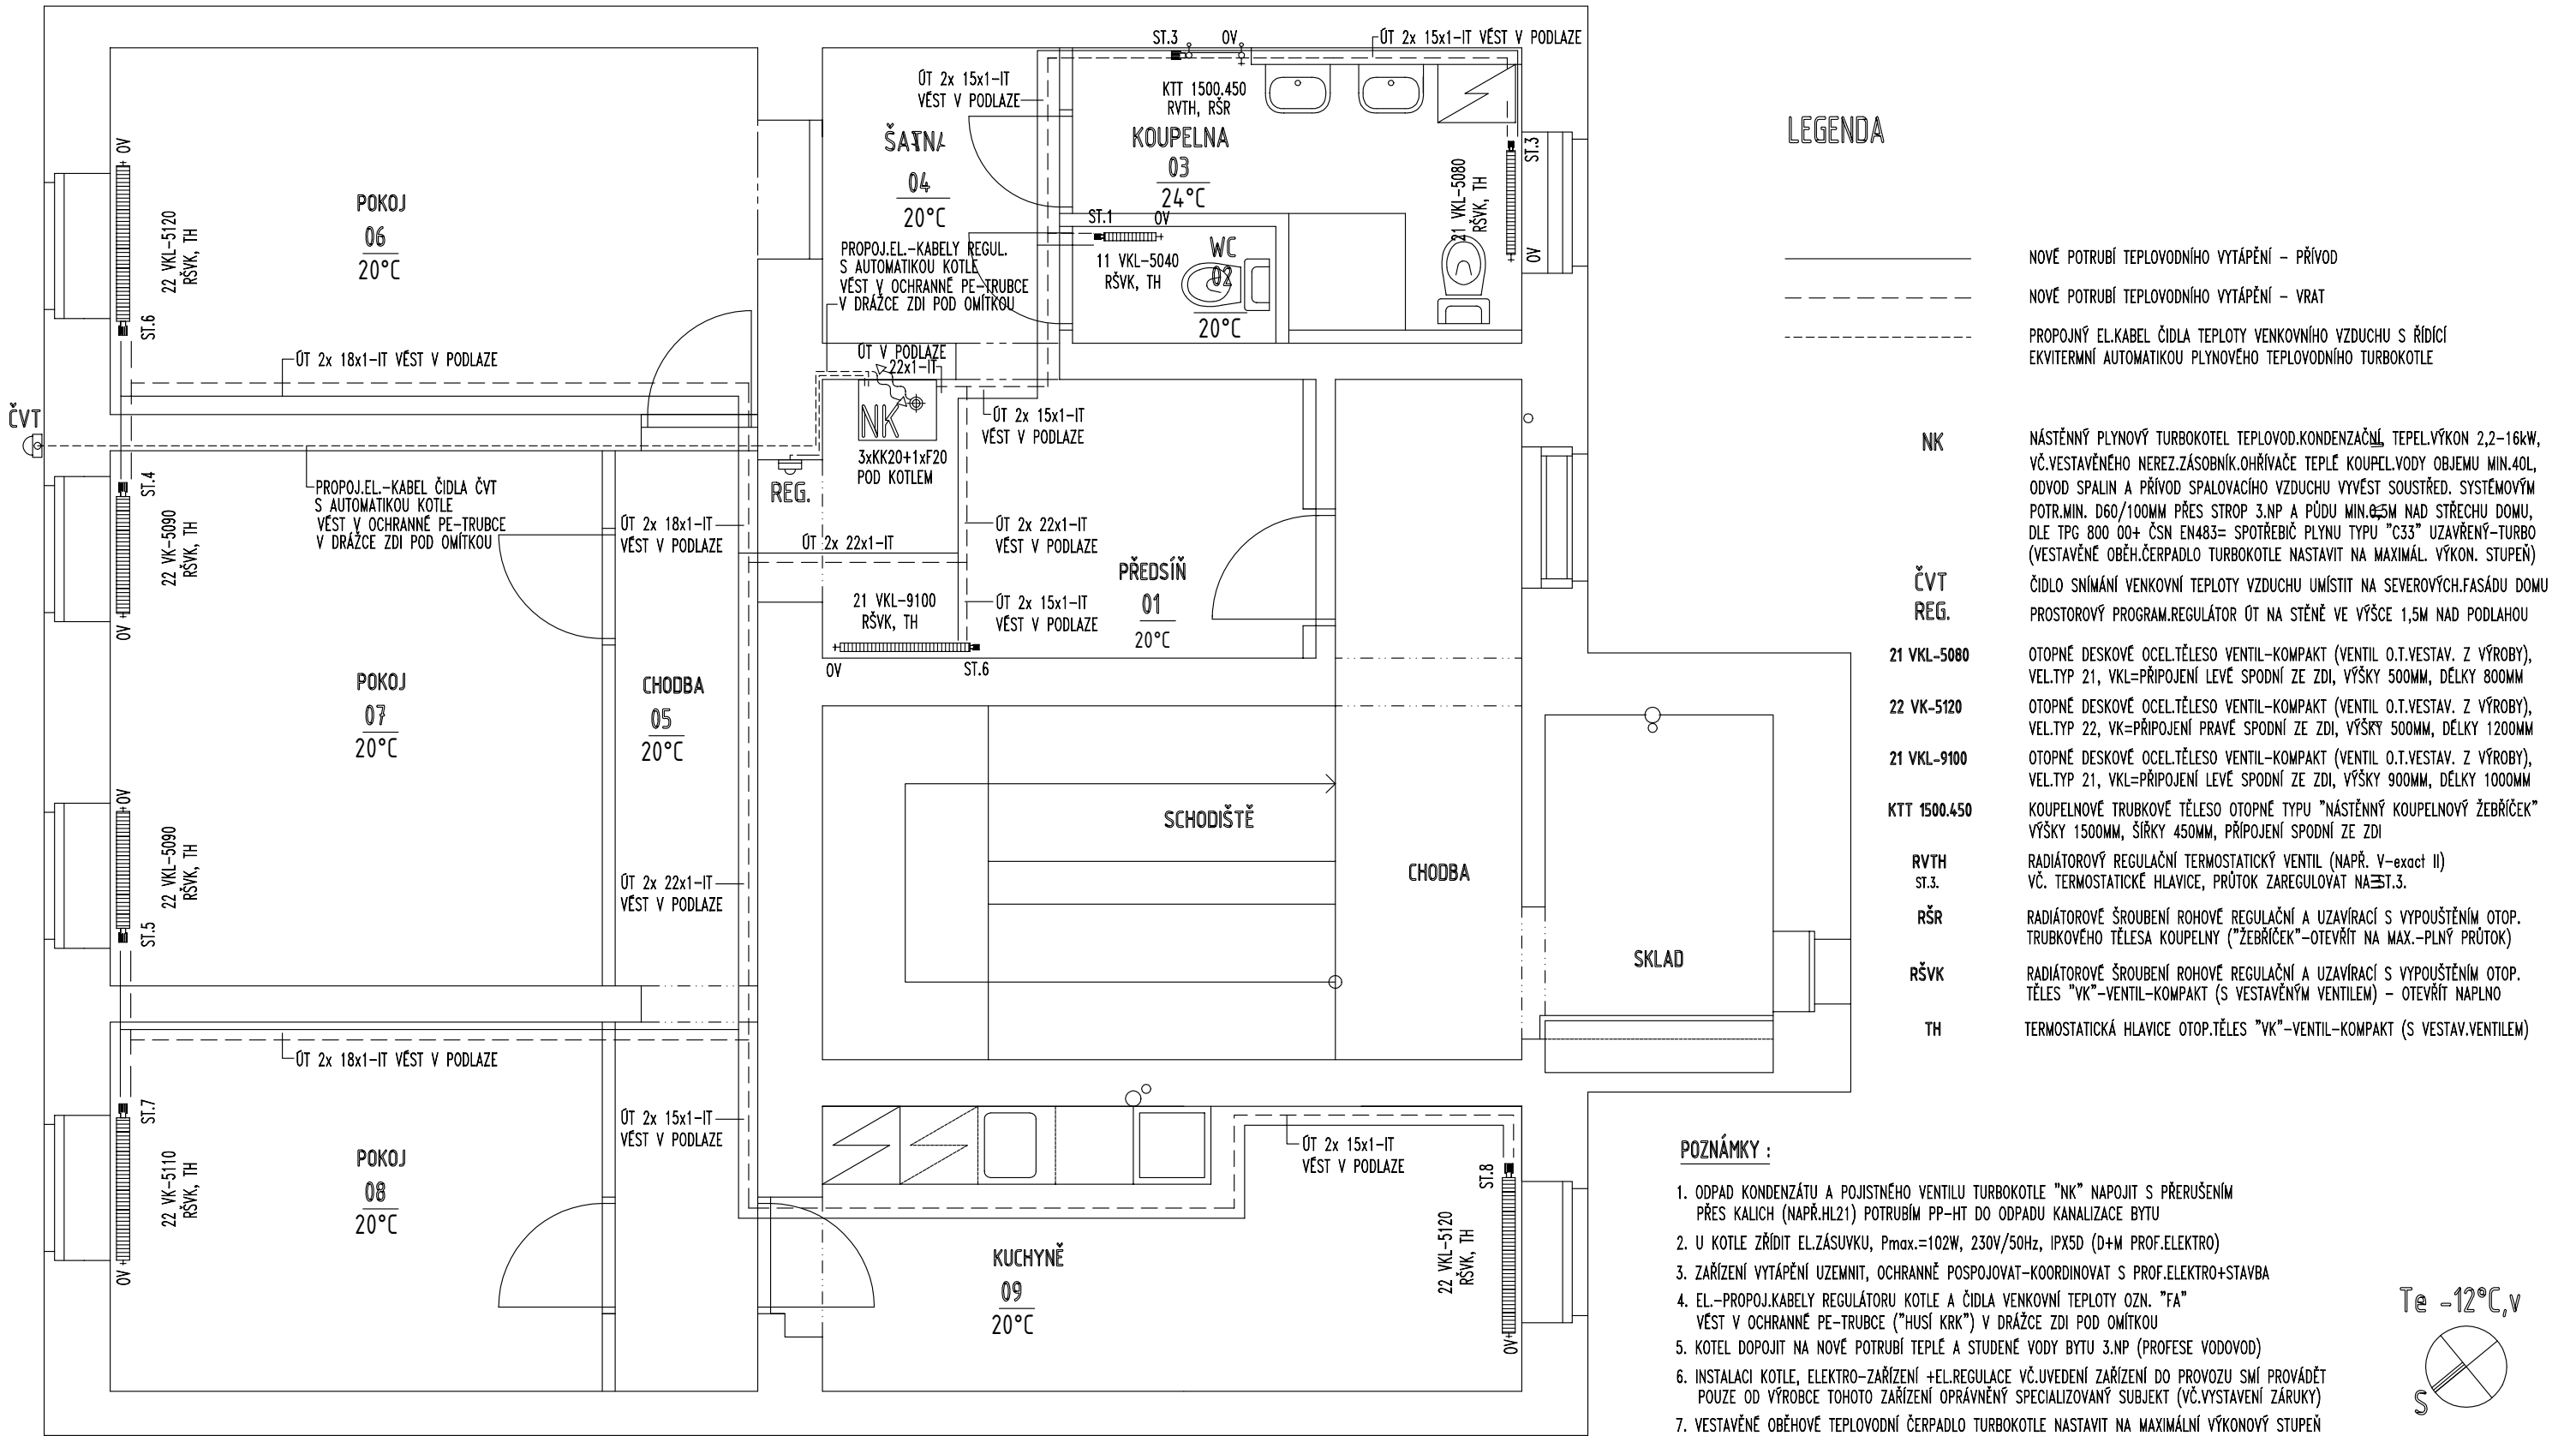 ST.3
OV
ÚT 2x 15x1-IT VÉST V PODLAZE
ÚT 2x 15x1-IT
VÉST V PODLAZE
KTT 1500.450
RVTH, RŠR
ŠATNA
04
20°C
KOUPELNA
03
24°C
ST.3
21 VKL-5080
RŠVK, TH
OV
OV
22 VKL-5120
RŠVK, TH
ST.6
POKOJ
06
20°C
ST.1
OV
WC
02
20°C
11 VKL-5040
RŠVK, TH
PROPOJ.EL.-KABELY REGUL.
S AUTOMATIKOU KOTLE
VÉST V OCHRANNÉ PE-TRUBCE
V DRÁŽCE ZDI POD OMÍTKOU
ÚT 2x 18x1-IT VÉST V PODLAZE
ÚT V PODLAZE
22x1-IT
NK
3xKK20+1xF20
POD KOTLEM
ÚT 2x 15x1-IT
VÉST V PODLAZE
ČVT
REG.
PROPOJ.EL.-KABEL ČIDLA ČVT
S AUTOMATIKOU KOTLE
VÉST V OCHRANNÉ PE-TRUBCE
V DRÁŽCE ZDI POD OMÍTKOU
ST.4
22 VK-5090
RŠVK, TH
OV
ÚT 2x 18x1-IT
VÉST V PODLAZE
ÚT 2x 22x1-IT
ÚT 2x 22x1-IT
VÉST V PODLAZE
PŘEDSÍŇ
01
20°C
21 VKL-9100
RŠVK, TH
ÚT 2x 15x1-IT
VÉST V PODLAZE
OV
ST.6
POKOJ
07
20°C
CHODBA
05
20°C
OV
22 VKL-5090
RŠVK, TH
ST.5
SCHODIŠTĚ
CHODBA
SKLAD
ÚT 2x 22x1-IT
VÉST V PODLAZE
ÚT 2x 18x1-IT VÉST V PODLAZE
ST.7
22 VK-5110
RŠVK, TH
OV
POKOJ
08
20°C
ÚT 2x 15x1-IT
VÉST V PODLAZE
ÚT 2x 15x1-IT
VÉST V PODLAZE
KUCHYNĚ
09
20°C
ST.8
22 VKL-5120
RŠVK, TH
OV
LEGENDA
NOVÉ POTRUBÍ TEPLOVODNÍHO VYTÁPĚNÍ - PŘÍVOD
NOVÉ POTRUBÍ TEPLOVODNÍHO VYTÁPĚNÍ - VRAT
PROPOJNÝ EL.KABEL ČIDLA TEPLOTY VENKOVNÍHO VZDUCHU S ŘÍDÍCÍ
EKVITERMNÍ AUTOMATIKOU PLYNOVÉHO TEPLOVODNÍHO TURBOKOTLE
NK NÁSTĚNNÝ PLYNOVÝ TURBOKOTEL TEPLOVOD.KONDENZAČNÍ, TEPEL.VÝKON 2,2-16kW,
VČ.VESTAVĚNÉHO NEREZ.ZÁSOBNÍK.OHŘÍVAČE TEPLÉ KOUPEL.VODY OBJEMU MIN.40L,
ODVOD SPALIN A PŘÍVOD SPALOVACÍHO VZDUCHU VYVÉST SOUSTŘED. SYSTÉMOVÝM
POTR.MIN. D60/100MM PŘES STROP 3.NP A PŮDU MIN.0,5M NAD STŘECHU DOMU,
DLE TPG 800 00+ ČSN EN483= SPOTŘEBIČ PLYNU TYPU "C33" UZAVŘENÝ-TURBO
(VESTAVĚNÉ OBĚH.ČERPADLO TURBOKOTLE NASTAVIT NA MAXIMÁL. VÝKON. STUPEŇ)
ČVT ČIDLO SNÍMÁNÍ VENKOVNÍ TEPLOTY VZDUCHU UMÍSTIT NA SEVEROVÝCH.FASÁDU DOMU
REG. PROSTOROVÝ PROGRAM.REGULÁTOR ÚT NA STĚNĚ VE VÝŠCE 1,5M NAD PODLAHOU
21 VKL-5080 OTOPNÉ DESKOVÉ OCEL.TĚLESO VENTIL-KOMPAKT (VENTIL O.T.VESTAV. Z VÝROBY),
VEL.TYP 21, VKL=PŘIPOJENÍ LEVÉ SPODNÍ ZE ZDI, VÝŠKY 500MM, DÉLKY 800MM
22 VK-5120 OTOPNÉ DESKOVÉ OCEL.TĚLESO VENTIL-KOMPAKT (VENTIL O.T.VESTAV. Z VÝROBY),
VEL.TYP 22, VK=PŘIPOJENÍ PRAVÉ SPODNÍ ZE ZDI, VÝŠKY 500MM, DÉLKY 1200MM
21 VKL-9100 OTOPNÉ DESKOVÉ OCEL.TĚLESO VENTIL-KOMPAKT (VENTIL O.T.VESTAV. Z VÝROBY),
VEL.TYP 21, VKL=PŘIPOJENÍ LEVÉ SPODNÍ ZE ZDI, VÝŠKY 900MM, DÉLKY 1000MM
KTT 1500.450 KOUPELNOVÉ TRUBKOVÉ TĚLESO OTOPNÉ TYPU "NÁSTĚNNÝ KOUPELNOVÝ ŽEBŘÍČEK"
VÝŠKY 1500MM, ŠÍŘKY 450MM, PŘÍPOJENÍ SPODNÍ ZE ZDI
RVTH RADIÁTOROVÝ REGULAČNÍ TERMOSTATICKÝ VENTIL (NAPŘ. V-exact II)
ST.3. VČ. TERMOSTATICKÉ HLAVICE, PRŮTOK ZAREGULOVAT NA ST.3.
RŠR RADIÁTOROVÉ ŠROUBENÍ ROHOVÉ REGULAČNÍ A UZAVÍRACÍ S VYPOUŠTĚNÍM OTOP.
TRUBKOVÉHO TĚLESA KOUPELNY ("ŽEBŘÍČEK"-OTEVŘÍT NA MAX.-PLNÝ PRŮTOK)
RŠVK RADIÁTOROVÉ ŠROUBENÍ ROHOVÉ REGULAČNÍ A UZAVÍRACÍ S VYPOUŠTĚNÍM OTOP.
TĚLES "VK"-VENTIL-KOMPAKT (S VESTAVĚNÝM VENTILEM) - OTEVŘÍT NAPLNO
TH TERMOSTATICKÁ HLAVICE OTOP.TĚLES "VK"-VENTIL-KOMPAKT (S VESTAV.VENTILEM)
POZNÁMKY :
1. ODPAD KONDENZÁTU A POJISTNÉHO VENTILU TURBOKOTLE "NK" NAPOJIT S PŘERUŠENÍM
PŘES KALICH (NAPŘ.HL21) POTRUBÍM PP-HT DO ODPADU KANALIZACE BYTU
2. U KOTLE ZŘÍDIT EL.ZÁSUVKU, Pmax.=102W, 230V/50Hz, IPX5D (D+M PROF.ELEKTRO)
3. ZAŘÍZENÍ VYTÁPĚNÍ UZEMNIT, OCHRANNĚ POSPOJOVAT-KOORDINOVAT S PROF.ELEKTRO+STAVBA
4. EL.-PROPOJ.KABELY REGULÁTORU KOTLE A ČIDLA VENKOVNÍ TEPLOTY OZN. "FA"
VÉST V OCHRANNÉ PE-TRUBCE ("HUSÍ KRK") V DRÁŽCE ZDI POD OMÍTKOU
5. KOTEL DOPOJIT NA NOVÉ POTRUBÍ TEPLÉ A STUDENÉ VODY BYTU 3.NP (PROFESE VODOVOD)
6. INSTALACI KOTLE, ELEKTRO-ZAŘÍZENÍ +EL.REGULACE VČ.UVEDENÍ ZAŘÍZENÍ DO PROVOZU SMÍ PROVÁDĚT
POUZE OD VÝROBCE TOHOTO ZAŘÍZENÍ OPRÁVNĚNÝ SPECIALIZOVANÝ SUBJEKT (VČ.VYSTAVENÍ ZÁRUKY)
7. VESTAVĚNÉ OBĚHOVÉ TEPLOVODNÍ ČERPADLO TURBOKOTLE NASTAVIT NA MAXIMÁLNÍ VÝKONOVÝ STUPEŇ
Te -12°C,v
S